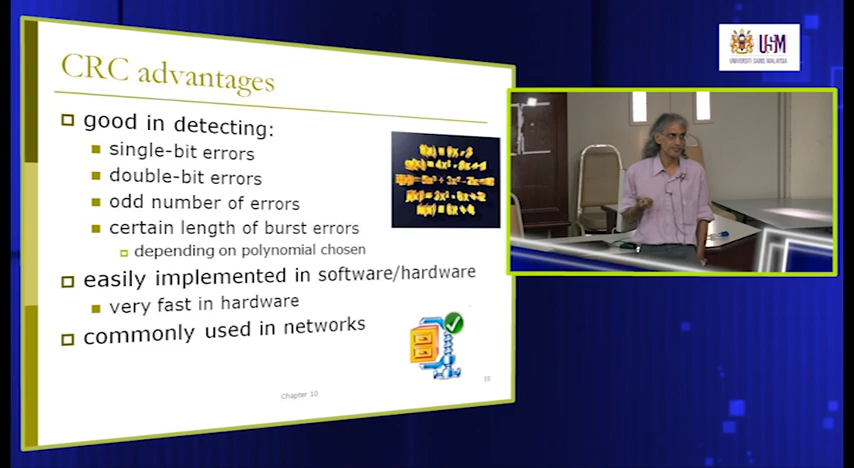 CRC advantages
good in detecting:
single-bit errors
double-bit errors
odd number of errors
certain length of burst errors
depending on polynomial chosen
easily implemented in software/hardware
very fast in hardware
commonly used in networks
Chapter 10
USM
UNIVERSITI SAINS MALAYSIA